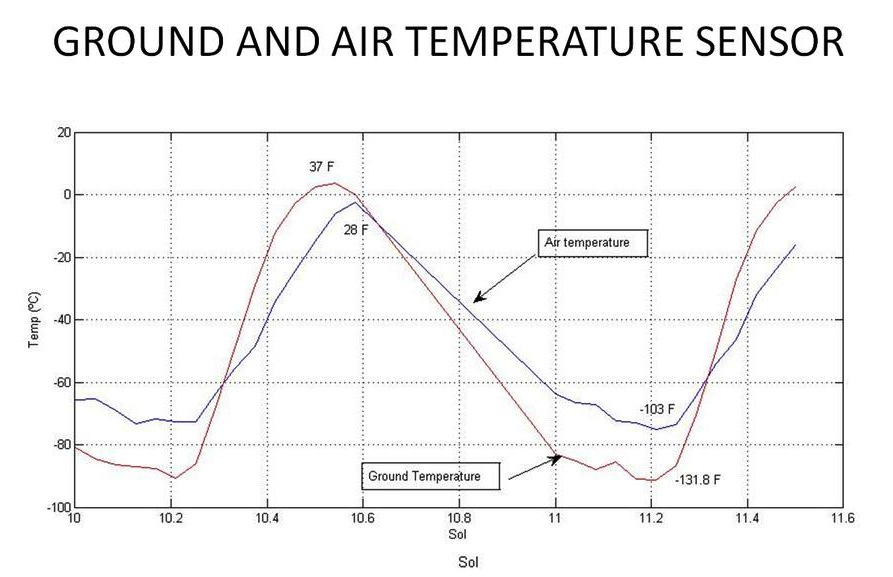 GROUND AND AIR TEMPERATURE SENSOR
20
37 F
0
28 F
Air temperature
-20
Temp (ºC)
-40
-60
-103 F
-80
Ground Temperature
-131.8 F
-100
10 10.2 10.4 10.6 10.8 11 11.2 11.4 11.6
Sol
Sol